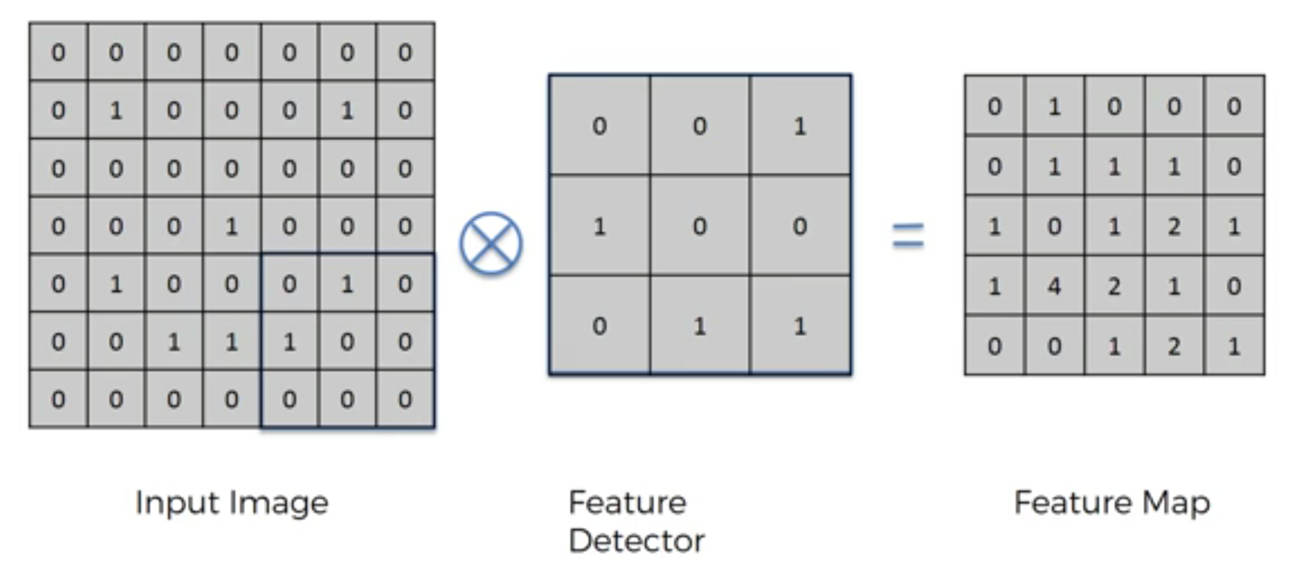 0 0 0 0 0 0 0
0 1 0 0 0 1 0
0 0 0 0 0 0 0
0 0 0 1 0 0 0
0 1 0 0 0 1 0
0 0 1 1 1 0 0
0 0 0 0 0 0 0
Input Image
0 0 1
1 0 0
0 1 1
Feature
Detector
=
0 1 0 0 0
0 1 1 1 0
1 0 1 2 1
1 4 2 1 0
0 0 1 2 1
Feature Map